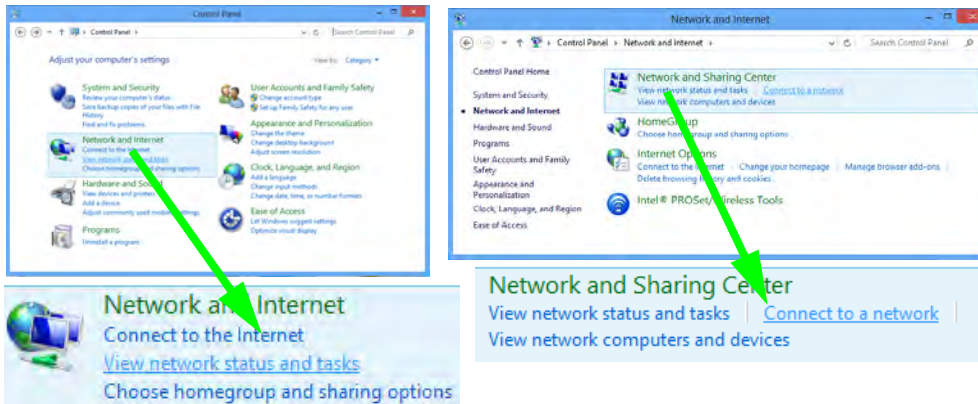 Control Panel
Control Panel
Search Control Panel
Adjust your computer's settings
View by: Category
System and Security
Review your computer's status
Save backup copies of your files with File
History
Find and fix problems
Network and Internet
Connect to the Internet
View network status and tasks
Choose homegroup and sharing options
Hardware and Sound
View devices and printers
Add a device
Adjust commonly used mobility settings
Programs
Uninstall a program
User Accounts and Family Safety
Change account type
Set up Family Safety for any user
Appearance and Personalization
Change the theme
Change desktop background
Adjust screen resolution
Clock, Language, and Region
Add a language
Change input methods
Change date, time, or number formats
Ease of Access
Let Windows suggest settings
Optimize visual display
Network and Internet
Connect to the Internet
View network status and tasks
Choose homegroup and sharing options
Network and Internet
Control Panel Network and Internet
Search Control Panel
Control Panel Home
System and Security
Network and Internet
Hardware and Sound
Programs
User Accounts and Family
Safety
Appearance and
Personalization
Clock, Language, and Region
Ease of Access
Network and Sharing Center
View network status and tasks Connect to a network
View network computers and devices
HomeGroup
Choose homegroup and sharing options
Internet Options
Connect to the Internet Change your homepage Manage browser add-ons
Delete browsing history and cookies
Intel® PROSet/Wireless Tools
Network and Sharing Center
View network status and tasks Connect to a network
View network computers and devices